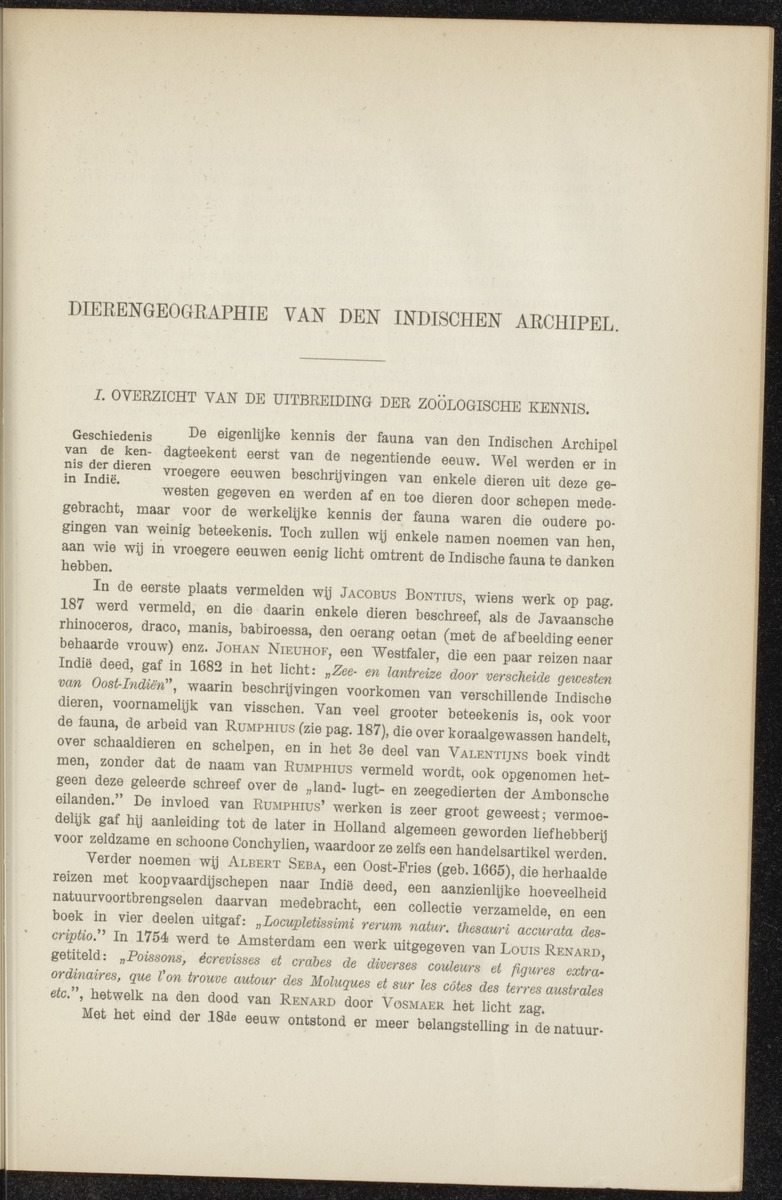 DIERENGEOGRAPHIE VAN DEN INDISCHEN ARCHIPEL.
I. OVERZICHT VAN DE UITBREIDING DER ZOÖLOGISCHE KENNIS.
Geschiedenis
van de ken-
nis der dieren
in Indië.
De eigenlijke kennis der fauna van den Indischen Archipel
dagteekent eerst van de negentiende eeuw. Wel werden er in
vroegere eeuwen beschrijvingen van enkele dieren uit deze ge-
westen gegeven en werden af en toe dieren door schepen mede-
gebracht, maar voor de werkelijke kennis der fauna waren die oudere po-
gingen van weinig beteekenis. Toch zullen wij enkele namen noemen van hen,
aan wie wij in vroegere eeuwen eenig licht omtrent de Indische fauna te danken
hebben.
In de eerste plaats vermelden wij JACOBUS BONTIUS, wiens werk op pag.
187 werd vermeld, en die daarin enkele dieren beschreef, als de Javaansche
rhinoceros, draco, manis, babiroessa, den oerang oetan (met de afbeelding eener
behaarde vrouw) enz. JOHAN NIEUHOF, een Westfaler, die een paar reizen naar
Indië deed, gaf in 1682 in het licht: „Zee- en lantreize door verscheide gewesten
van Oost-Indiën”, waarin beschrijvingen voorkomen van verschillende Indische
dieren, voornamelijk van visschen. Van veel grooter beteekenis is, ook voor
de fauna, de arbeid van RUMPHIUS (zie pag. 187), die over koraalgewassen handelt,
over schaaldieren en schelpen, en in het 3e deel van VALENTIJNS boek vindt
men, zonder dat de naam van RUMPHIUS vermeld wordt, ook opgenomen het-
geen deze geleerde schreef over de „land- lugt- en zeegedierten der Ambonsche
eilanden.” De invloed van RUMPHIUS’ werken is zeer groot geweest; vermoe-
delijk gaf hij aanleiding tot de later in Holland algemeen geworden liefhebberij
voor zeldzame en schoone Conchylien, waardoor ze zelfs een handelsartikel werden.
Verder noemen wij ALBERT SEBA, een Oost-Fries (geb. 1665), die herhaalde
reizen met koopvaardijschepen naar Indië deed, een aanzienlijke hoeveelheid
natuurvoortbrengselen daarvan medebracht, een collectie verzamelde, en een
boek in vier deelen uitgaf: „Locupletissimi rerum natur. thesauri accurata des-
criptio.” In 1754 werd te Amsterdam een werk uitgegeven van LOUIS RENARD,
getiteld: „Poissons, écrevisses et crabes de diverses couleurs et figures extra-
ordinaires, que l’on trouve autour des Moluques et sur les côtes des terres australes
etc.”, hetwelk na den dood van RENARD door VOSMAER het licht zag.
Met het eind der 18de eeuw ontstond er meer belangstelling in de natuur-